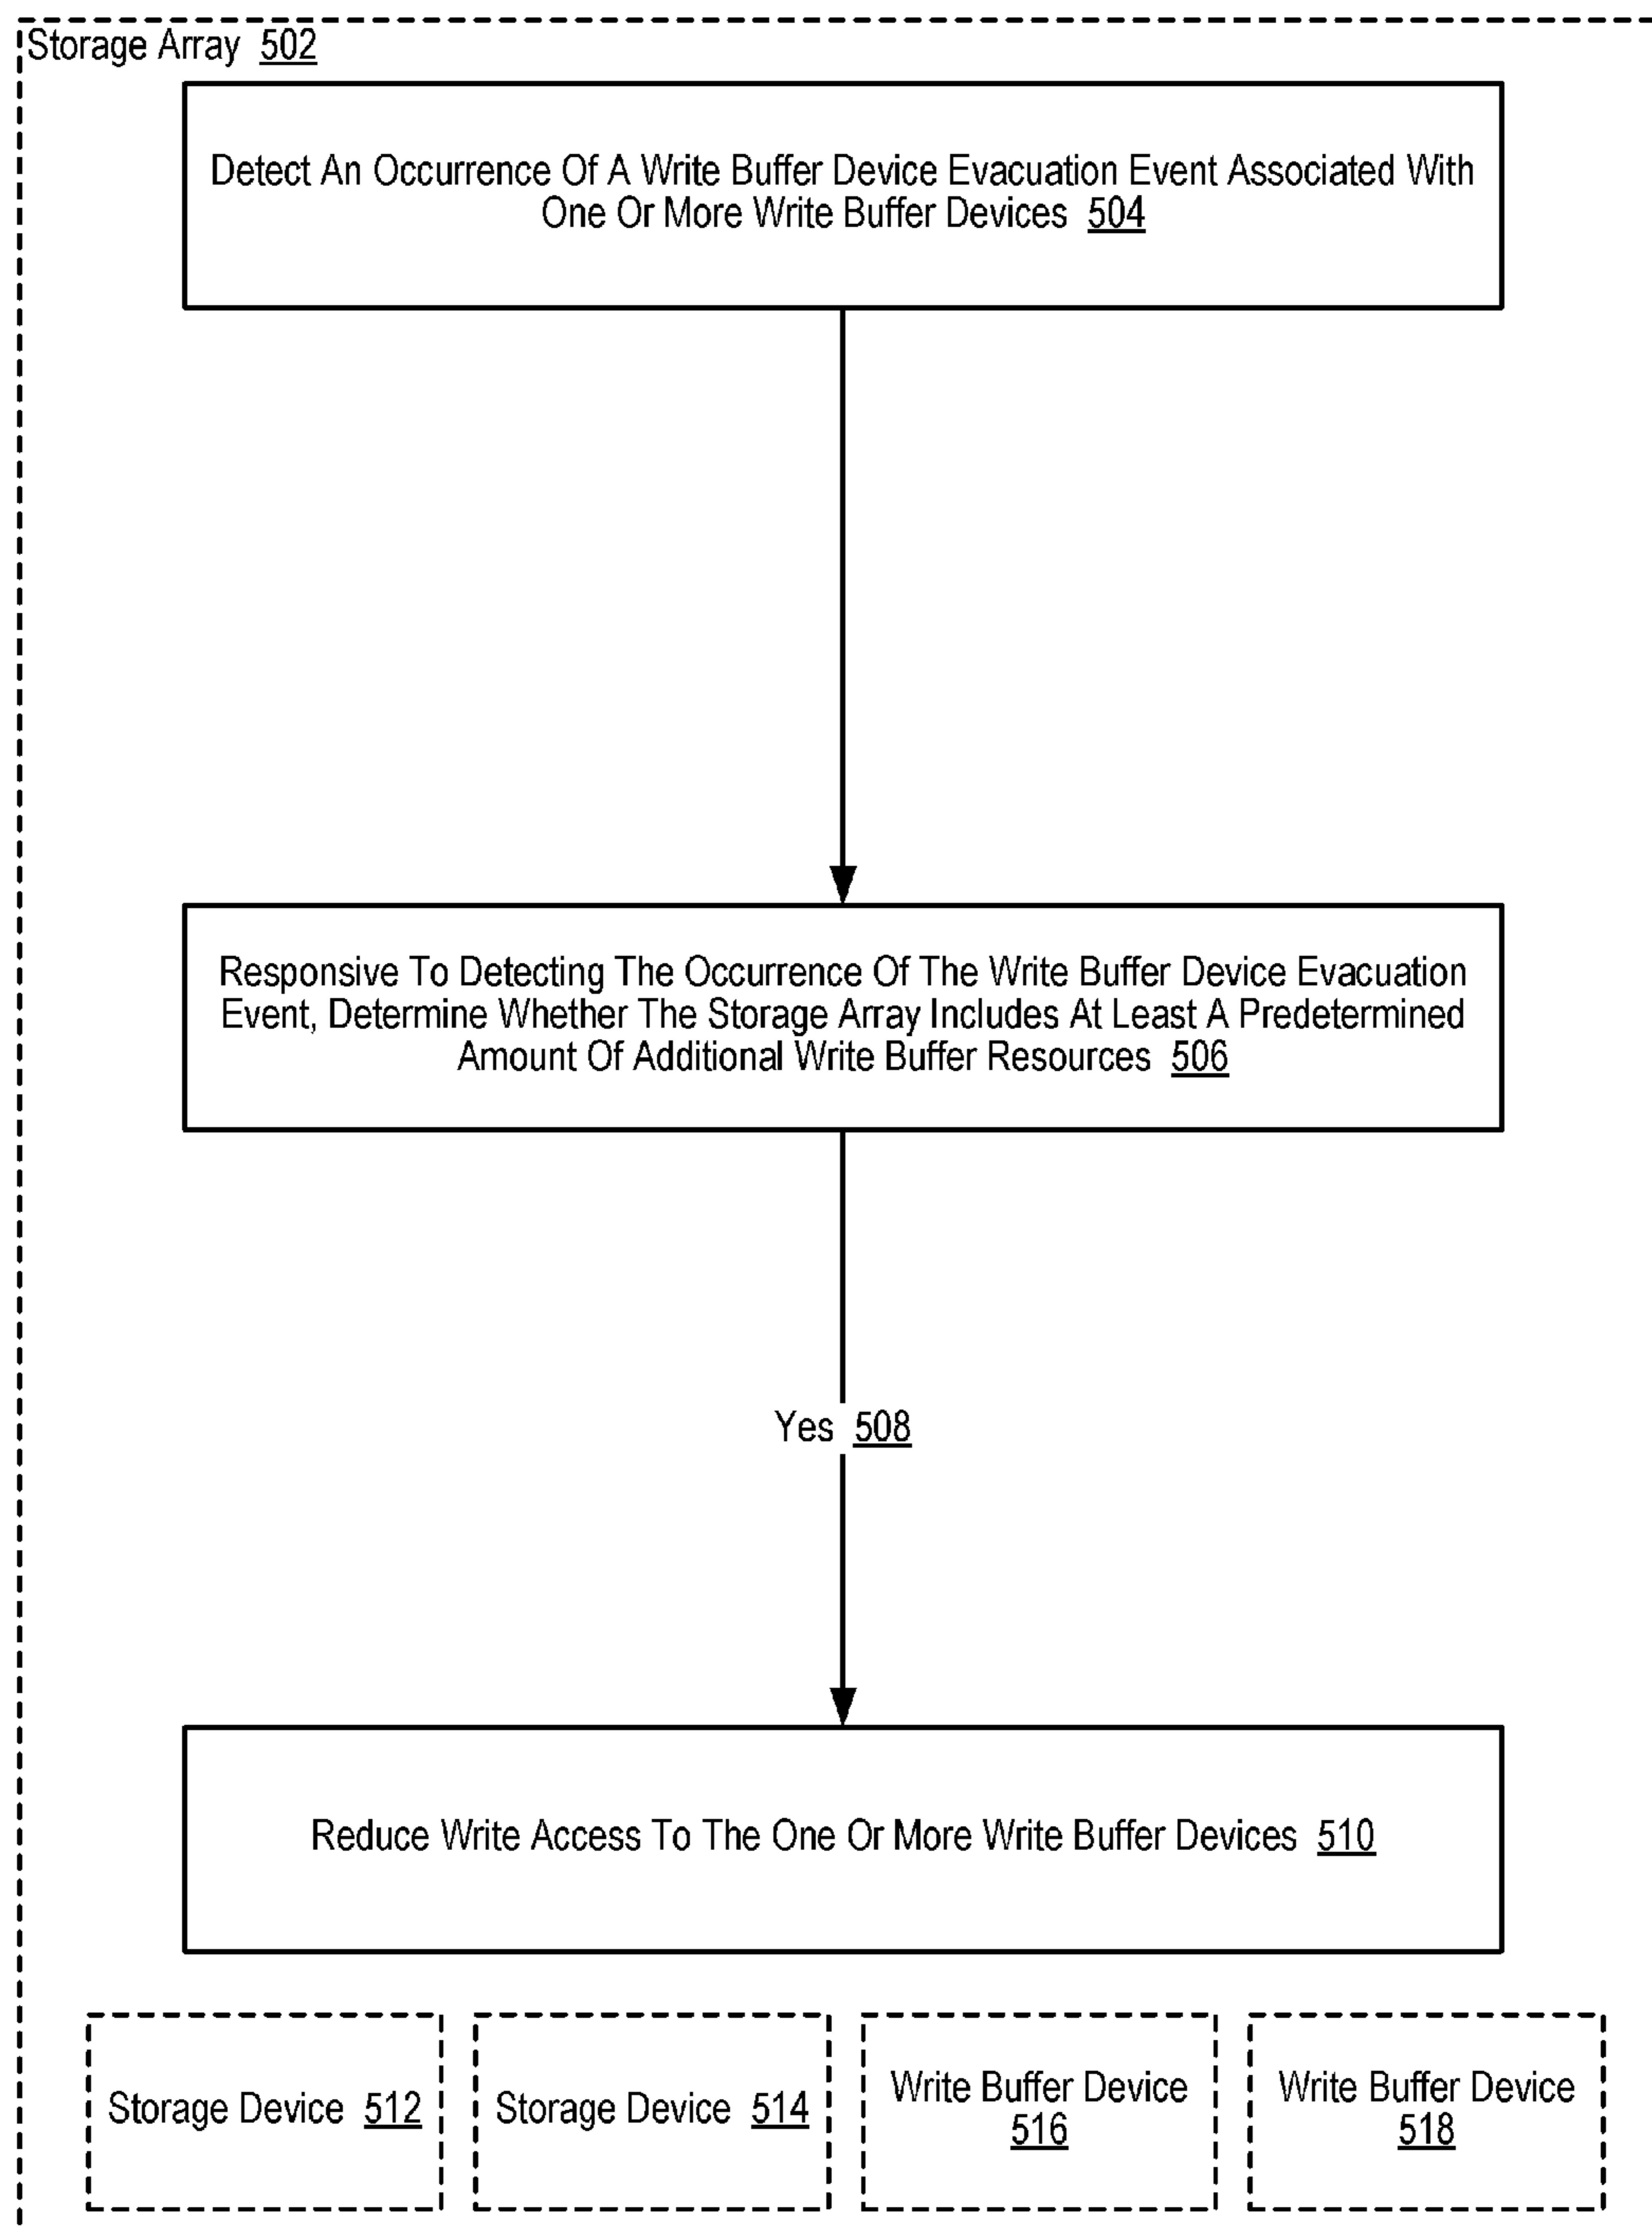 Storage Array 502
Detect An Occurrence Of A Write Buffer Device Evacuation Event Associated With
One Or More Write Buffer Devices 504
Responsive To Detecting The Occurrence Of The Write Buffer Device Evacuation
Event, Determine Whether The Storage Array Includes At Least A Predetermined
Amount Of Additional Write Buffer Resources 506
Yes 508
Reduce Write Access To The One Or More Write Buffer Devices 510
Storage Device 512
Storage Device 514
Write Buffer Device
516
Write Buffer Device
518